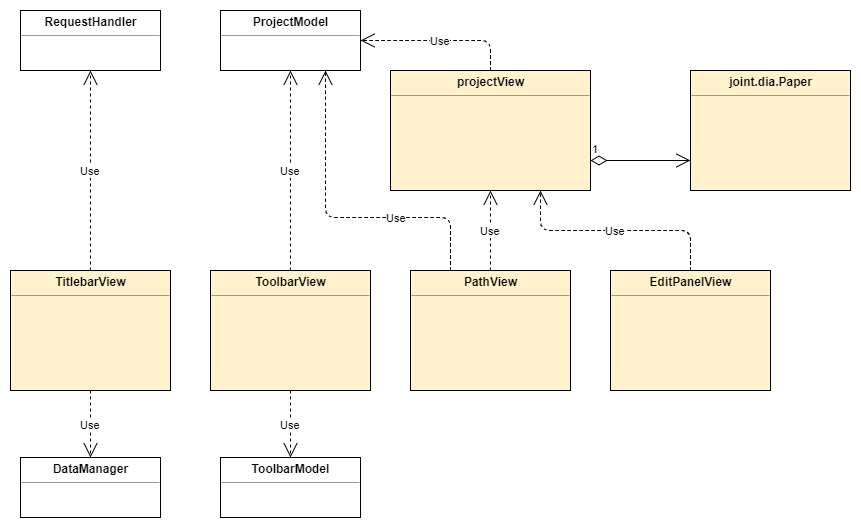 RequestHandler
ProjectModel
Use
projectView
joint.dia.Paper
1
Use
Use
Use
Use
Use
TitlebarView
ToolbarView
PathView
EditPanelView
Use
Use
DataManager
ToolbarModel